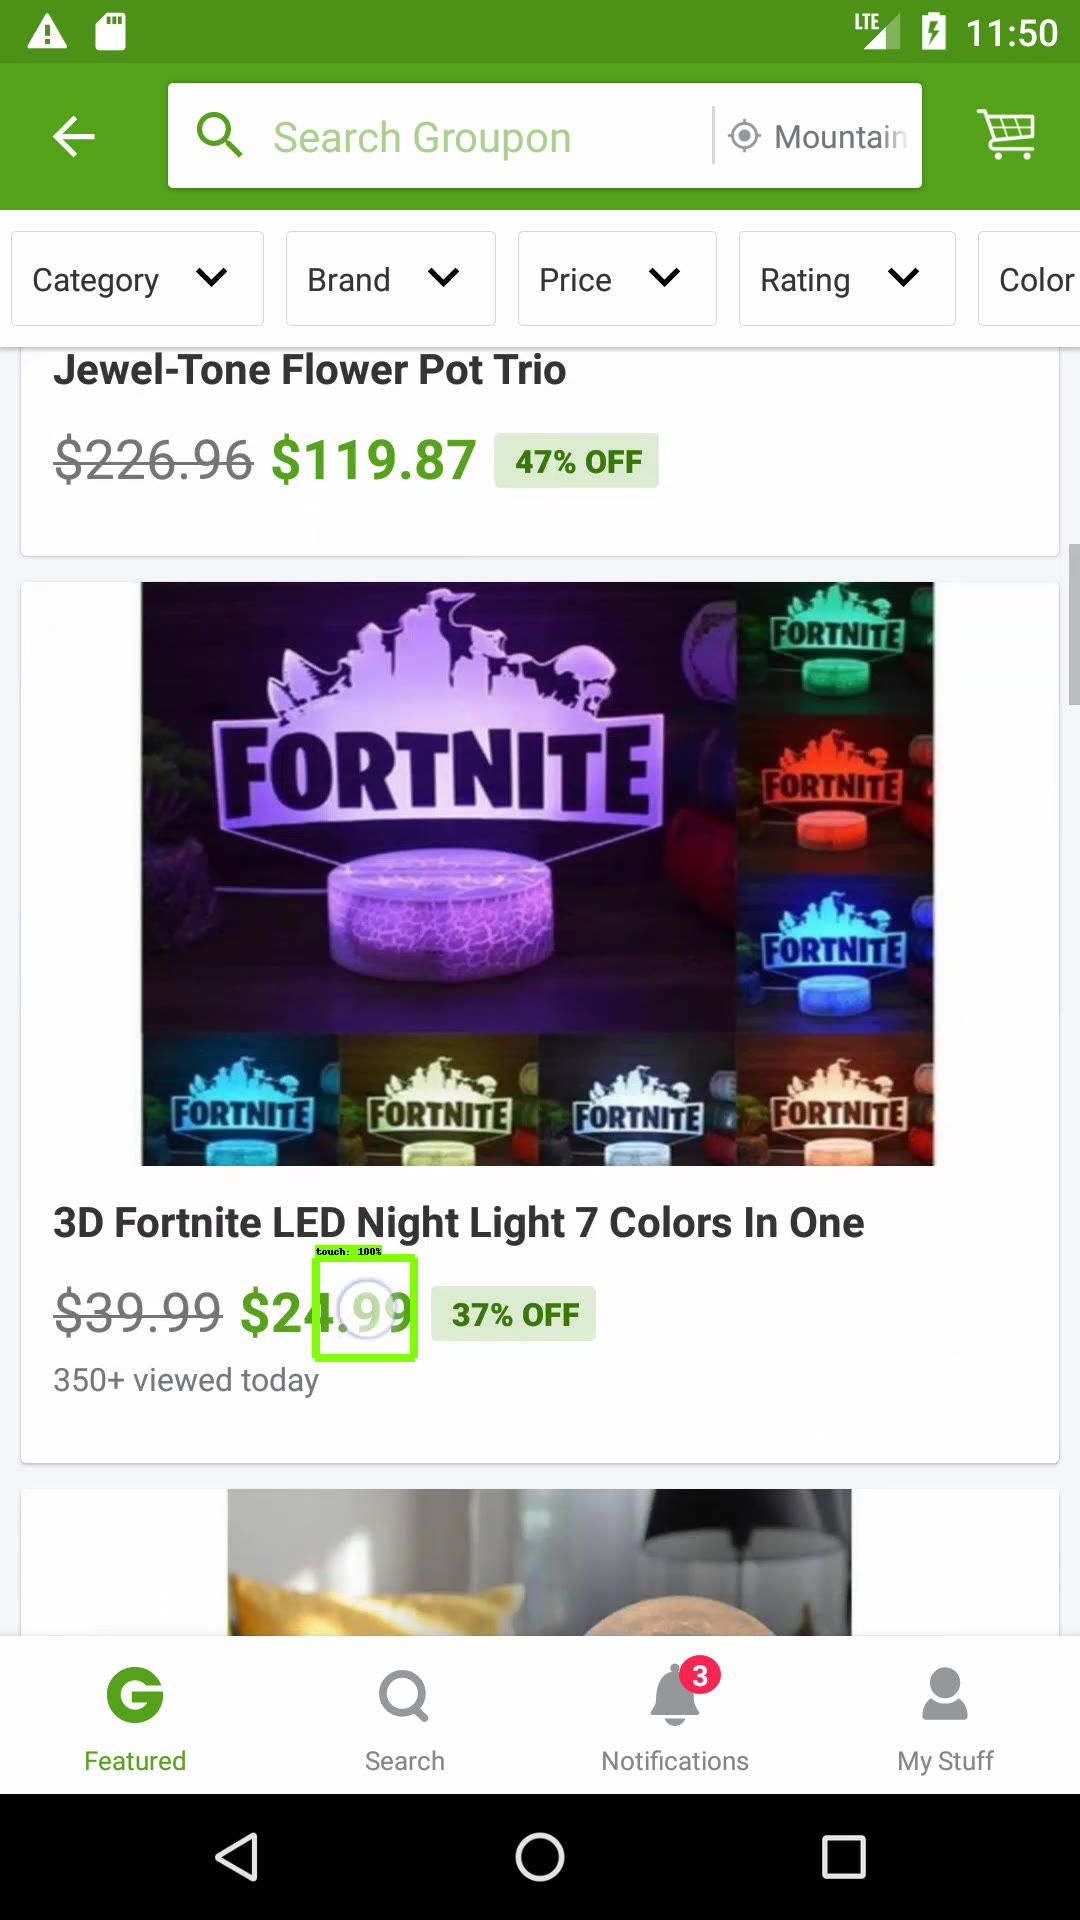 LTE 11:50
Search Groupon Mountain
Category Brand Price Rating Color
Jewel-Tone Flower Pot Trio
$226.96 $119.87 47% OFF
FORTNITE
FORTNITE
FORTNITE
FORTNITE
FORTNITE FORTNITE FORTNITE FORTNITE
3D Fortnite LED Night Light 7 Colors In One
touch: 100%
$39.99 $24.99 37% OFF
350+ viewed today
3
G
Featured Search Notifications My Stuff